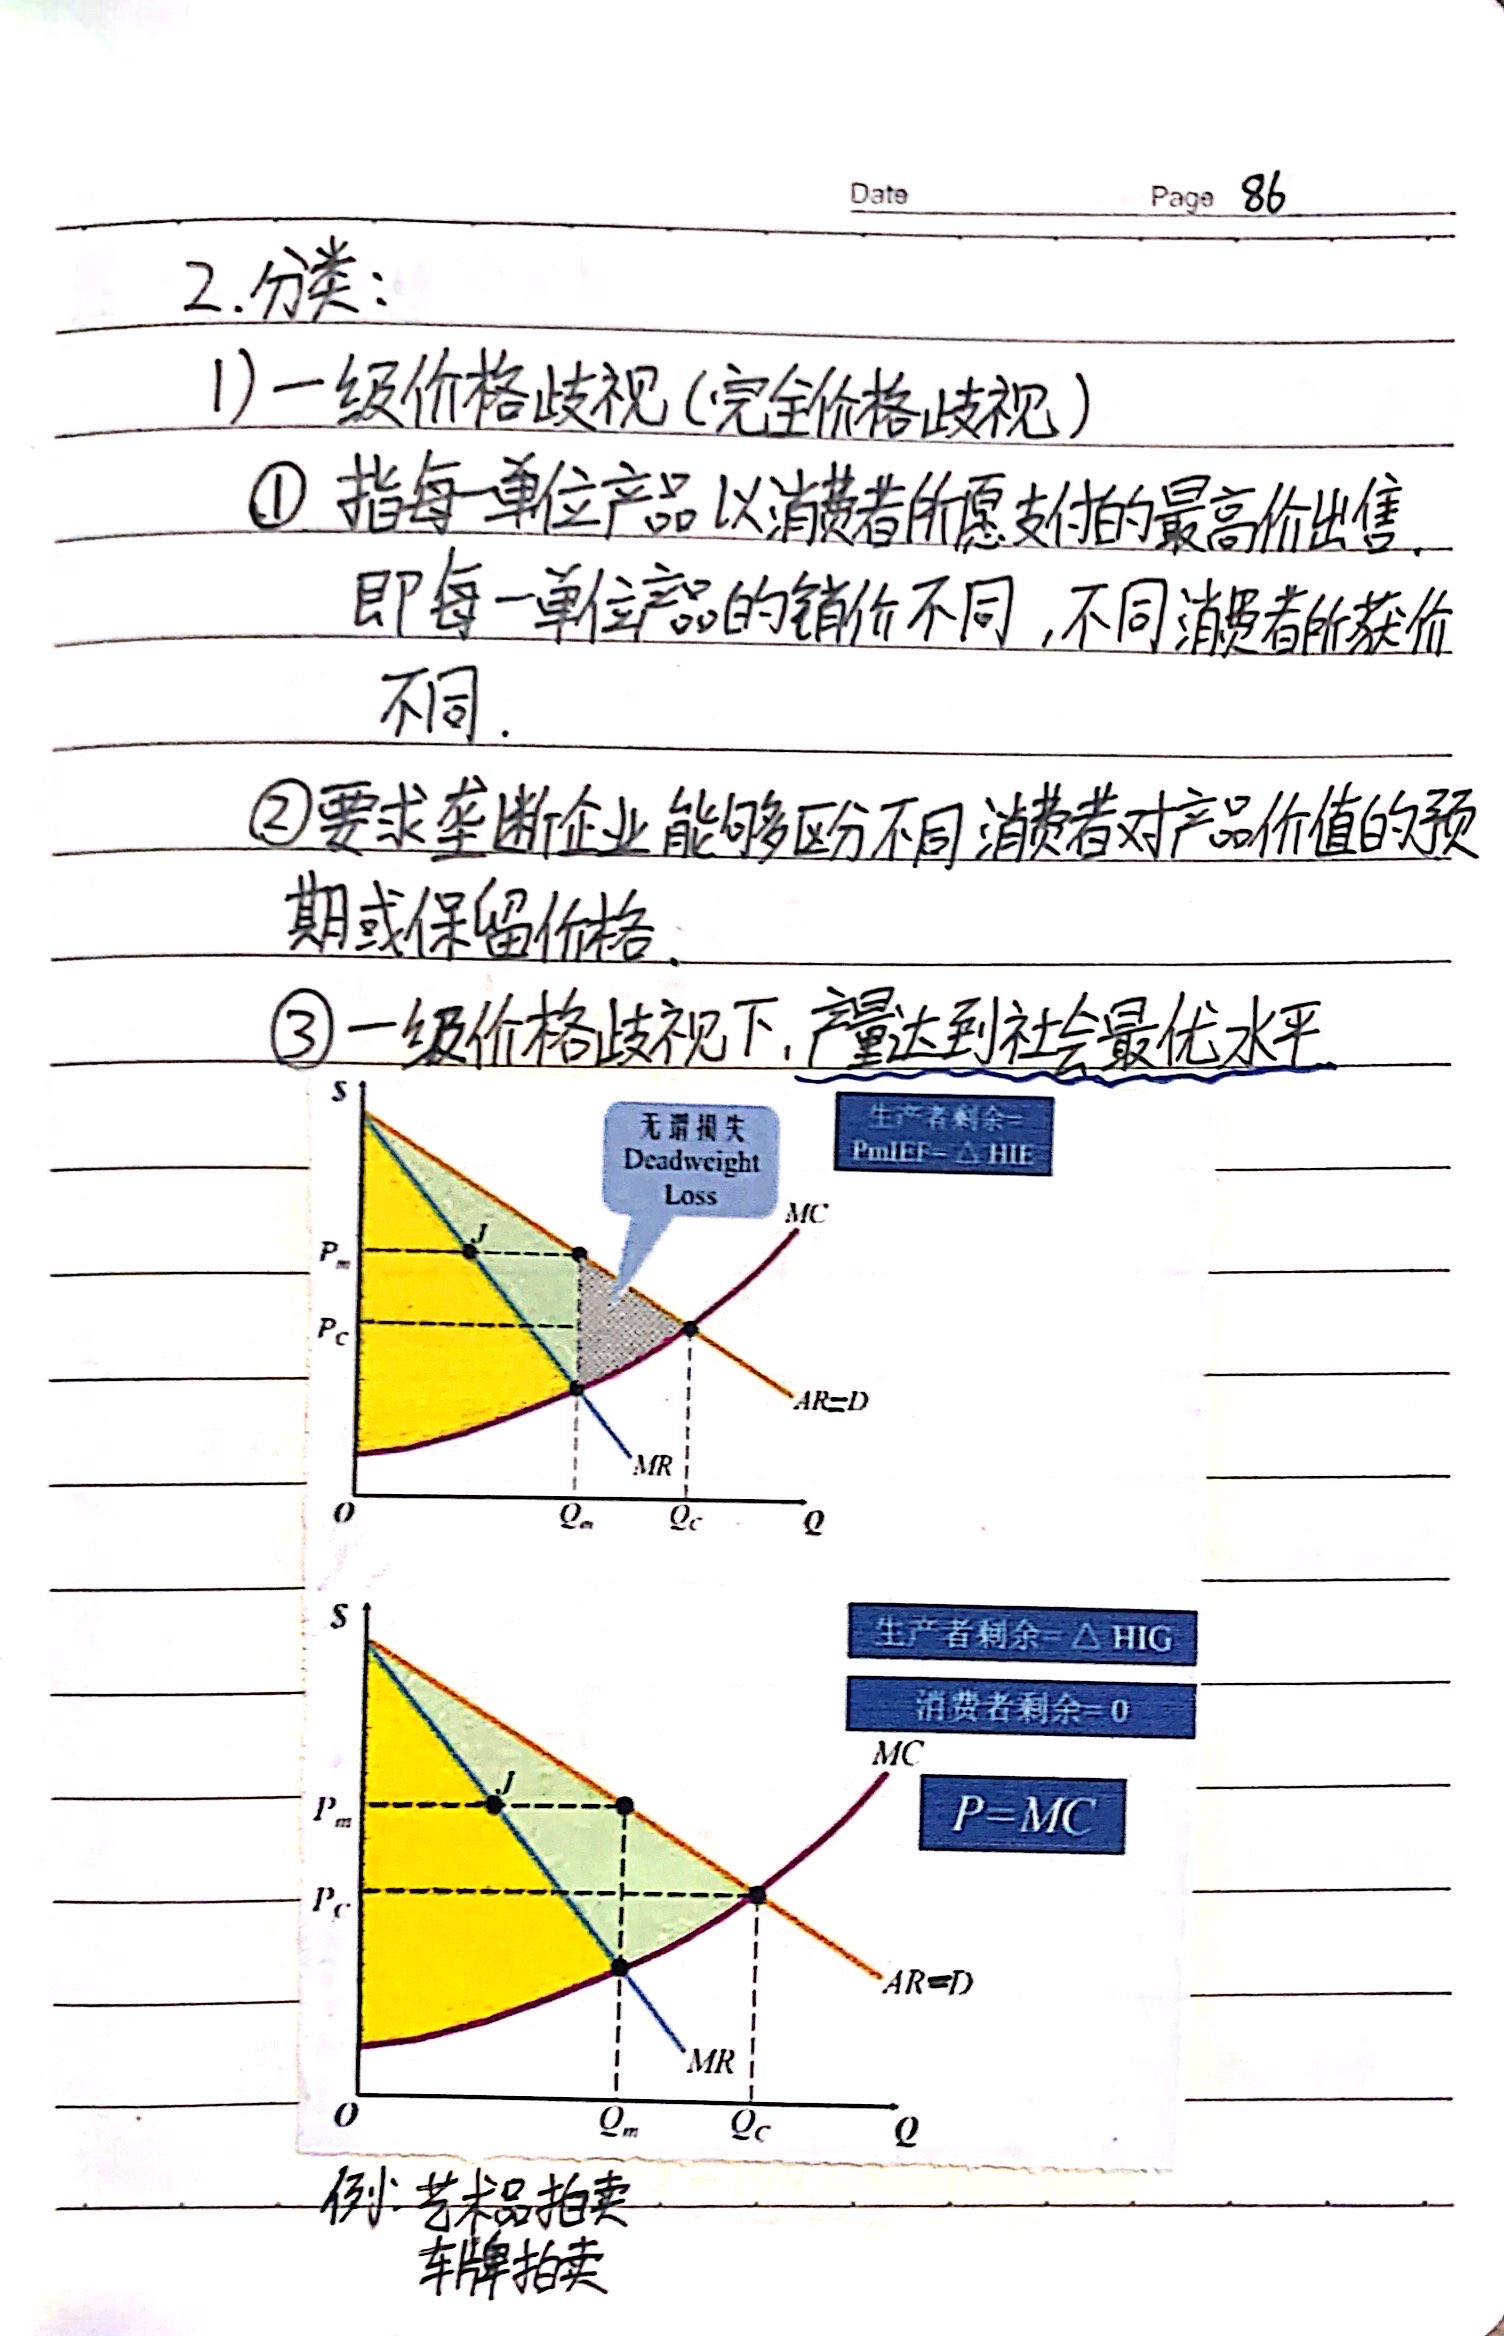 Date Page 86
2.分类:
1)一级价格歧视(完全价格歧视)
① 指每一单位产品以消费者所愿支付的最高价出售.
即每一单位产品的销价不同,不同消费者所获价
不同.
②要求垄断企业能够区分不同消费者对产品价值的预
期或保留价格.
③一级价格歧视下,产量达到社会最优水平.
S
无谓损失
Deadweight
Loss
生产者剩余=
PmIEF-△HIE
MC
J
Pm
PC
AR=D
MR
O Qm QC Q
S
生产者剩余=△HIG
消费者剩余=0
MC
P=MC
J
Pm
PC
AR=D
MR
O Qm QC Q
例:艺术品拍卖
车牌拍卖